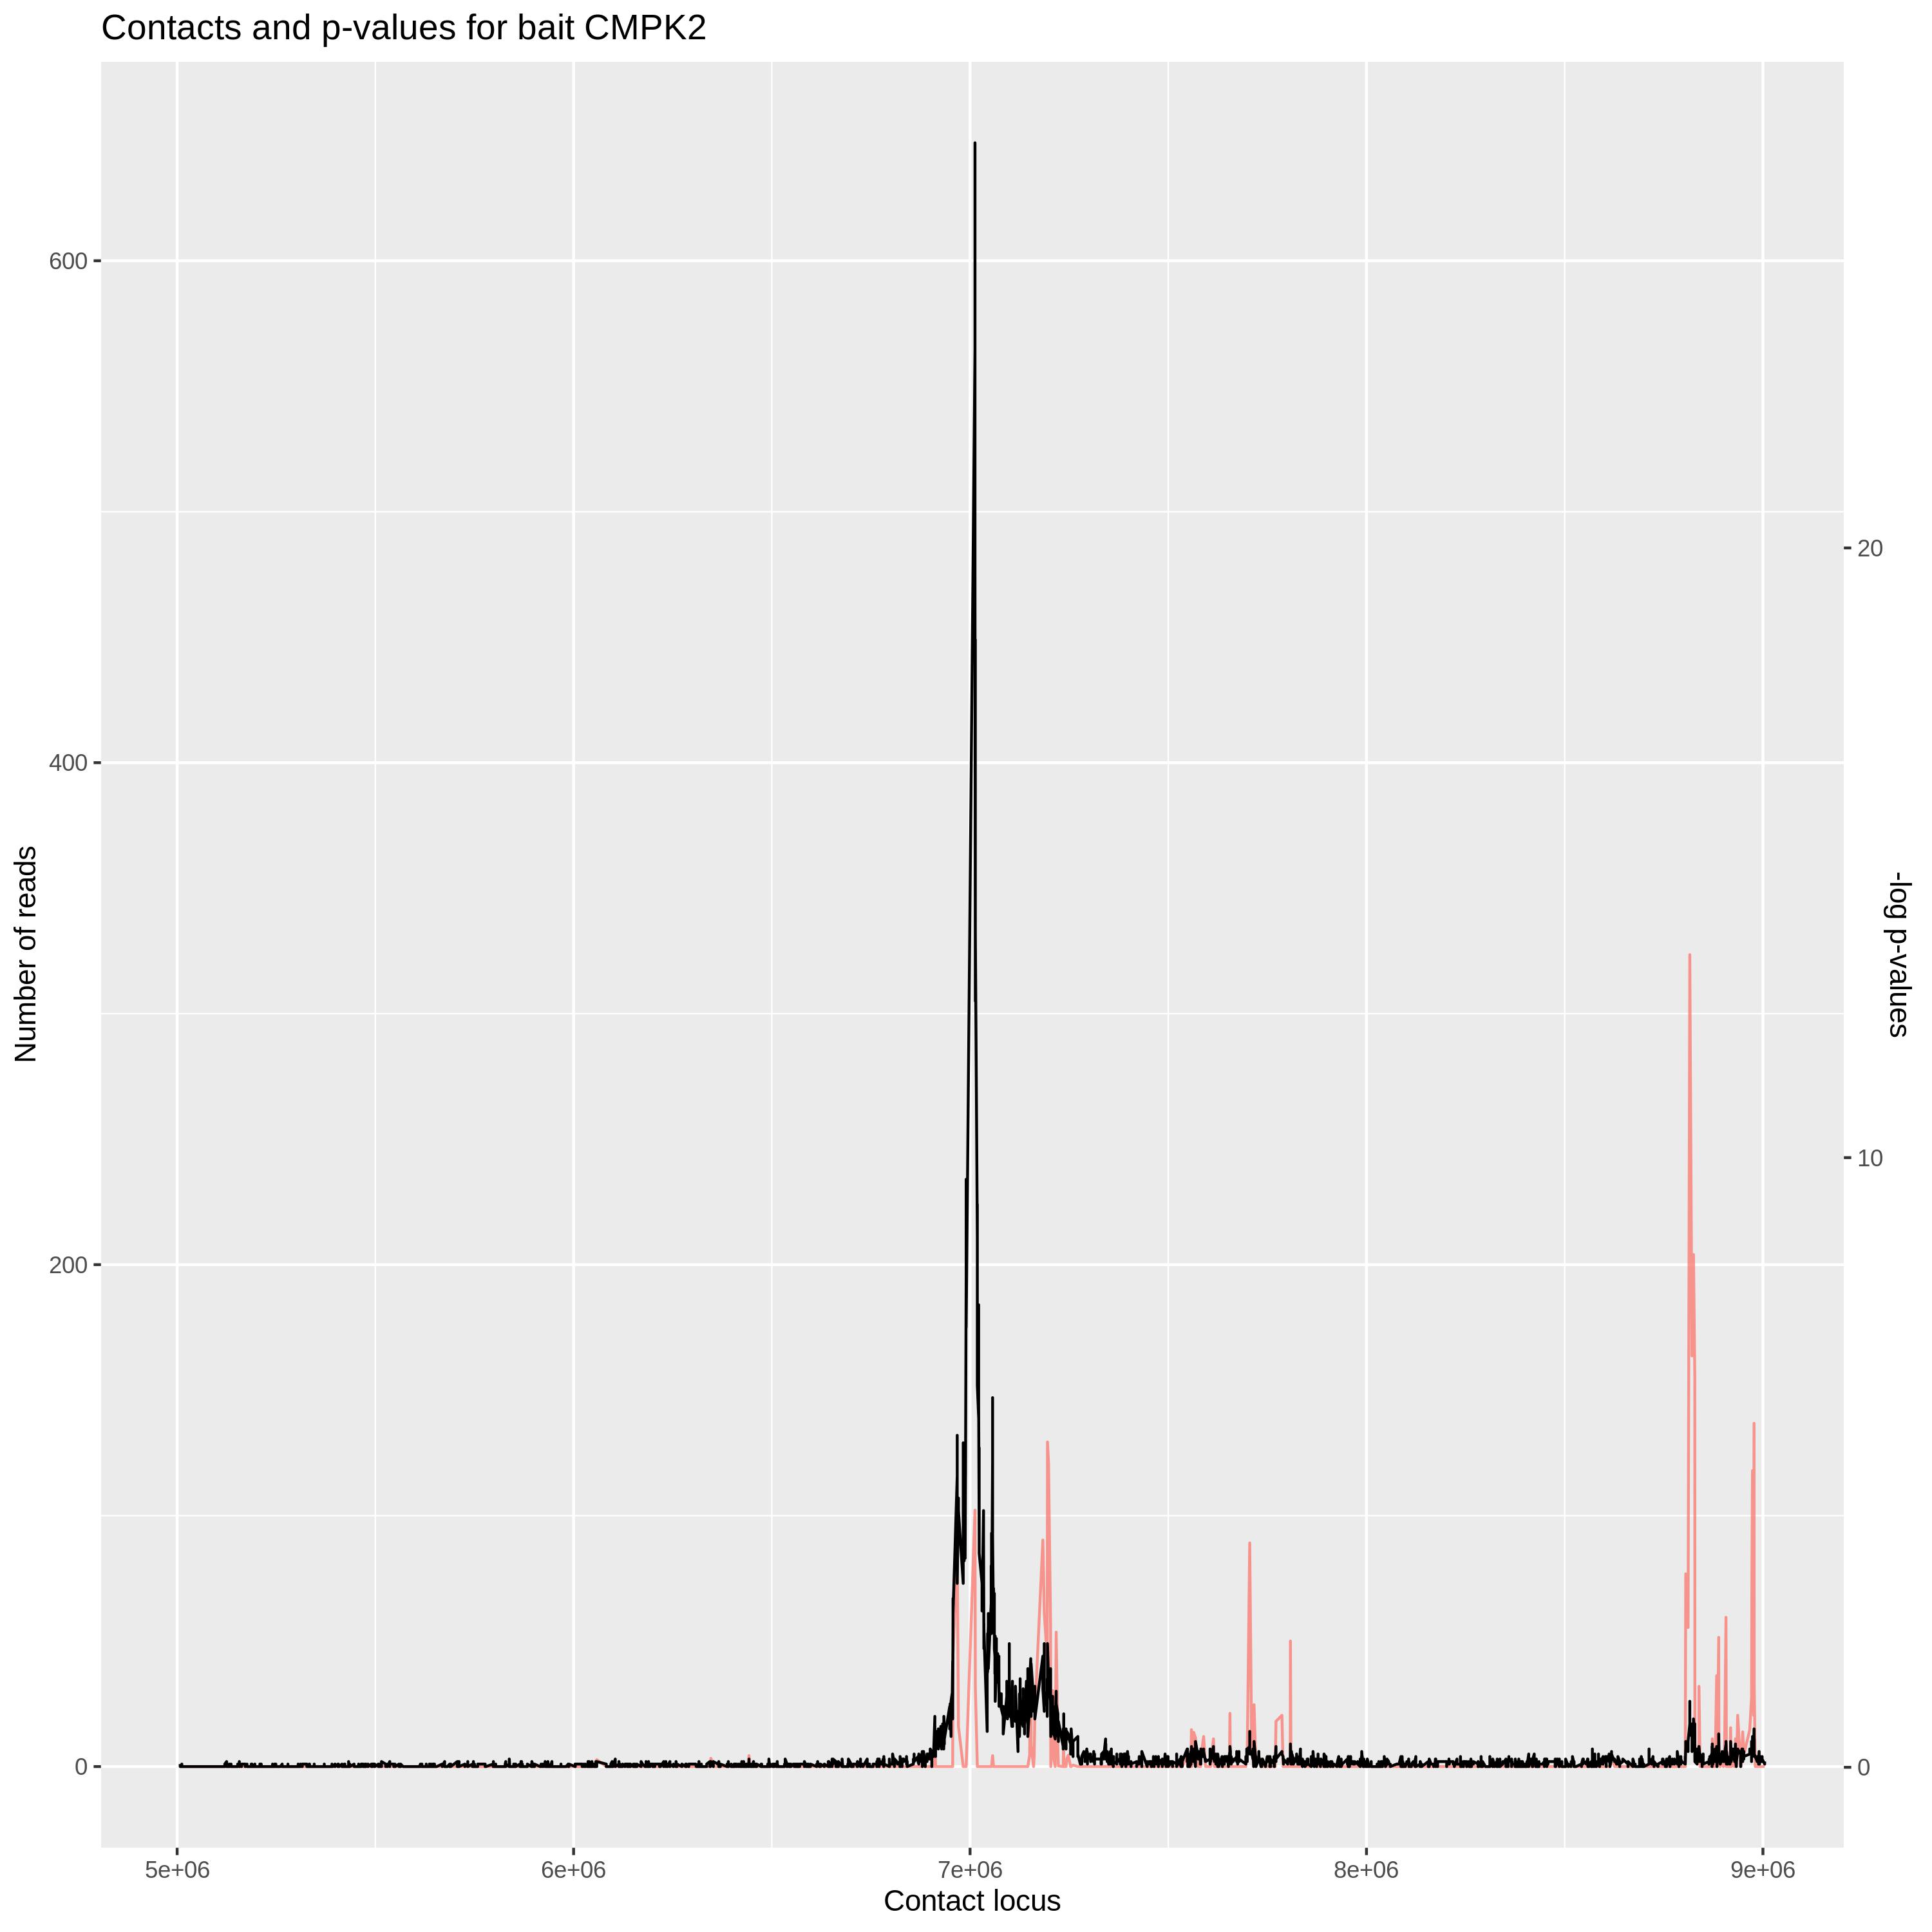 Contacts and p-values for bait CMPK2
600
400
200
0
Number of reads
20
10
0
-log p-values
5e+06
6e+06
7e+06
8e+06
9e+06
Contact locus